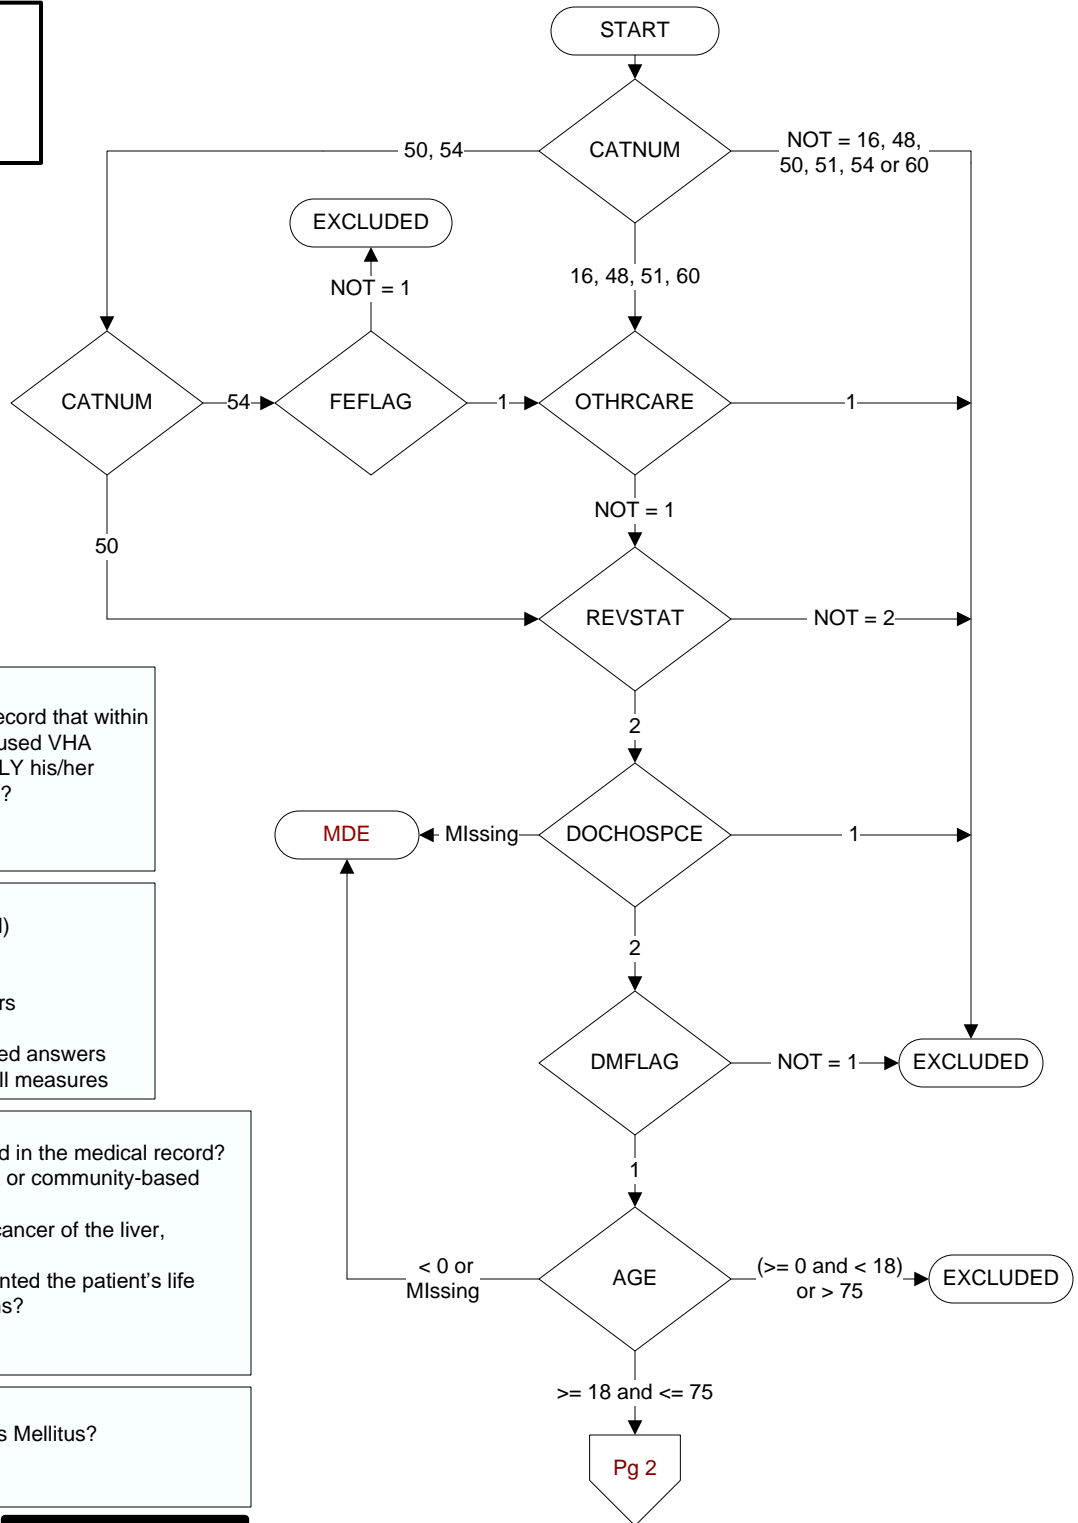 START
CATNUM
50, 54
NOT = 16, 48,
50, 51, 54 or 60
EXCLUDED
NOT = 1
16, 48, 51, 60
CATNUM
54
FEFLAG
1
OTHRCARE
1
NOT = 1
50
REVSTAT
NOT = 2
2
ecord that within
used VHA
LY his/her
?
MDE
MIssing
DOCHOSPCE
1
)
rs
ed answers
ll measures
2
DMFLAG
NOT = 1
EXCLUDED
d in the medical record?
or community-based
cancer of the liver,
nted the patient's life
ns?
1
< 0 or
MIssing
AGE
(>= 0 and < 18)
or > 75
EXCLUDED
>= 18 and <= 75
s Mellitus?
Pg 2